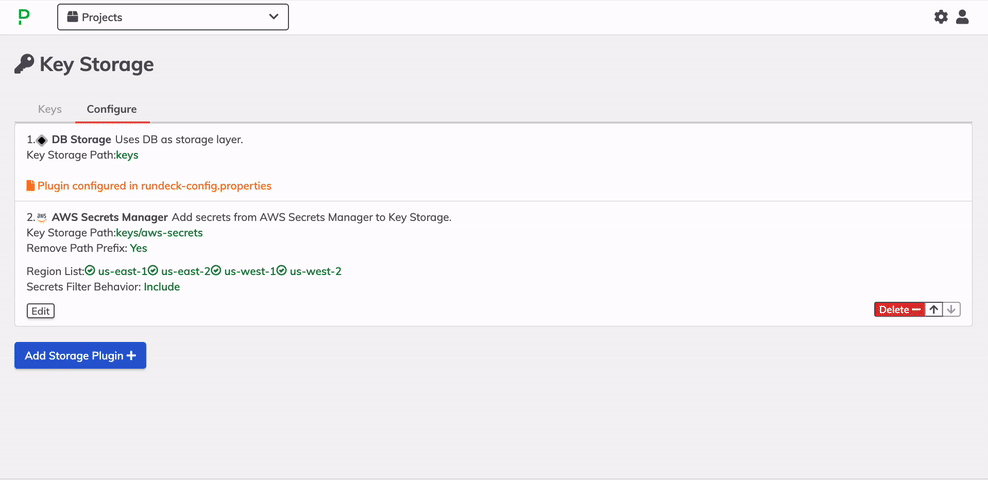 P
Projects
Key Storage
Keys
Configure
1. DB Storage Uses DB as storage layer.
Key Storage Path:keys
Plugin configured in rundeck-config.properties
2. aws AWS Secrets Manager Add secrets from AWS Secrets Manager to Key Storage.
Key Storage Path:keys/aws-secrets
Remove Path Prefix: Yes
Region List: us-east-1 us-east-2 us-west-1 us-west-2
Secrets Filter Behavior: Include
Edit
Delete
Add Storage Plugin